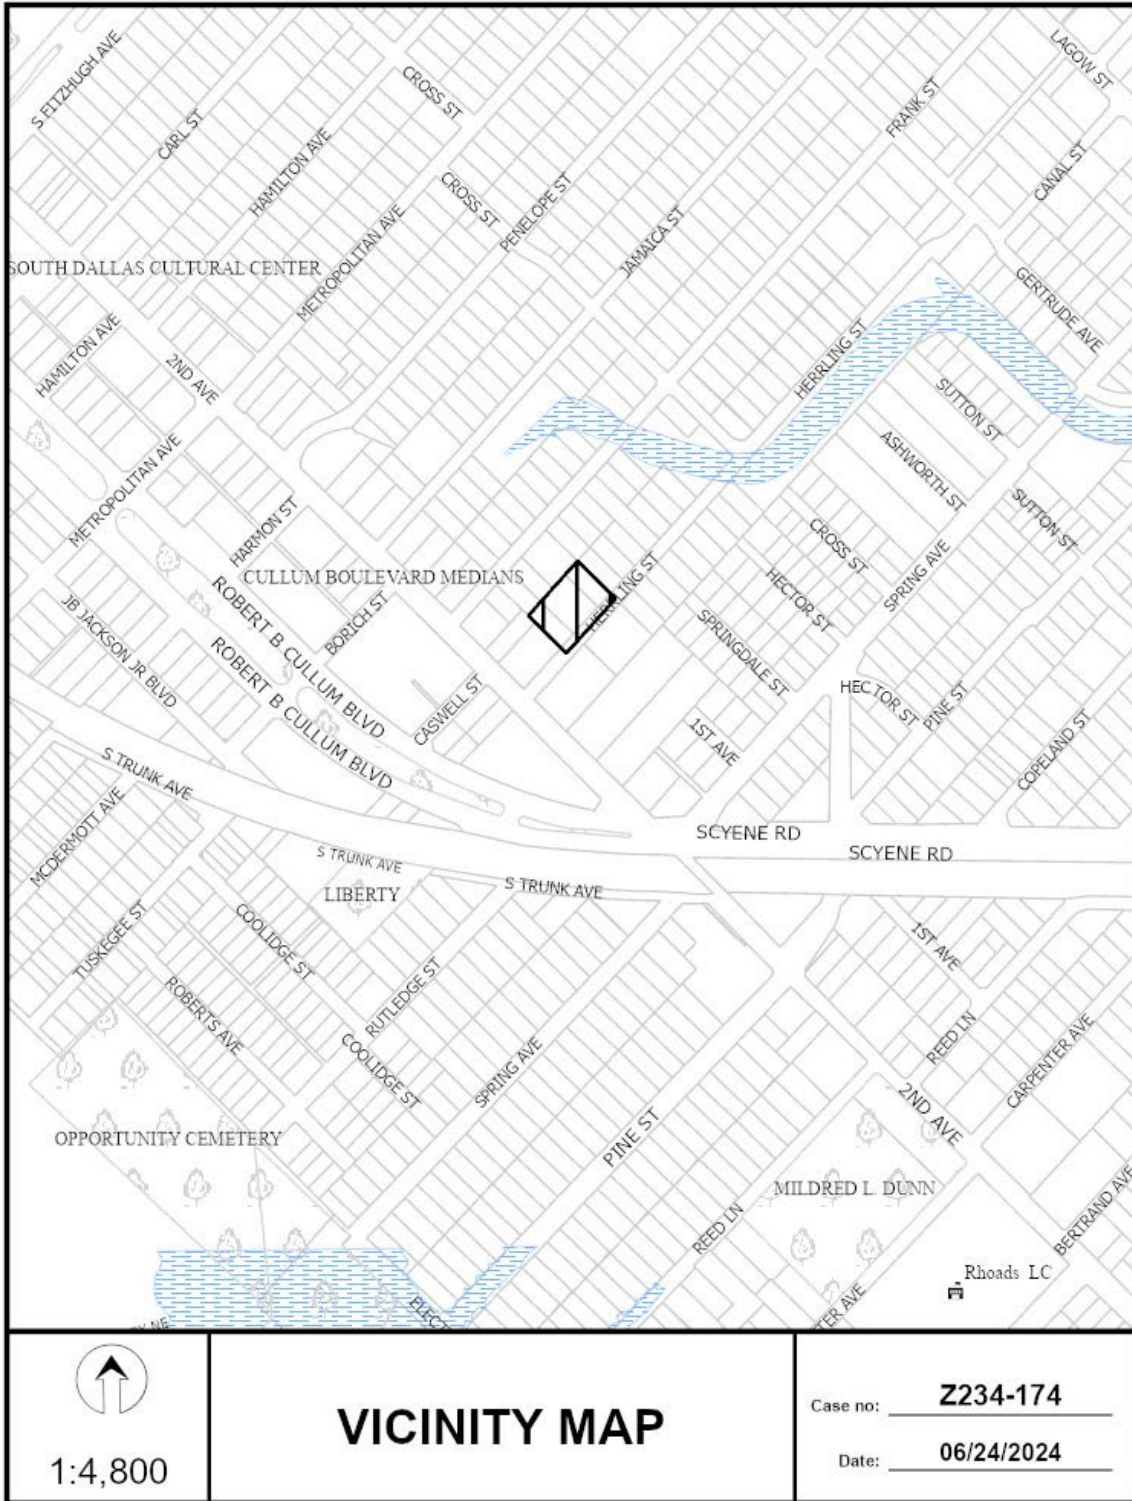 S FITZHUGH AVE
CARL ST
HAMILTON AVE
CROSS ST
LAGOW ST
FRANK ST
CANAL ST
CROSS ST
PENELOPE ST
METROPOLITAN AVE
JAMAICA ST
SOUTH DALLAS CULTURAL CENTER
GERTRUDE AVE
HAMILTON AVE
2ND AVE
HERRLING ST
SUTTON ST
METROPOLITAN AVE
ASHWORTH ST
SUTTON ST
HARMON ST
CROSS ST
CULLUM BOULEVARD MEDIANS
HERRLING ST
HECTOR ST
SPRING AVE
JB JACKSON JR BLVD
ROBERT B CULLUM BLVD
BORICH ST
SPRINGDALE ST
ROBERT B CULLUM BLVD
CASWELL ST
HECTOR ST
PINE ST
1ST AVE
COPELAND ST
S TRUNK AVE
SCYENE RD
SCYENE RD
MCDERMOTT AVE
S TRUNK AVE
S TRUNK AVE
LIBERTY
TUSKEGEE ST
COOLIDGE ST
1ST AVE
ROBERTS AVE
RUTLEDGE ST
REED LN
COOLIDGE ST
SPRING AVE
CARPENTER AVE
2ND AVE
OPPORTUNITY CEMETERY
PINE ST
MILDRED L. DUNN
REED LN
BERTRAND AVE
Rhoads LC
ELECT
TER AVE
1:4,800
VICINITY MAP
Case no: Z234-174
Date: 06/24/2024